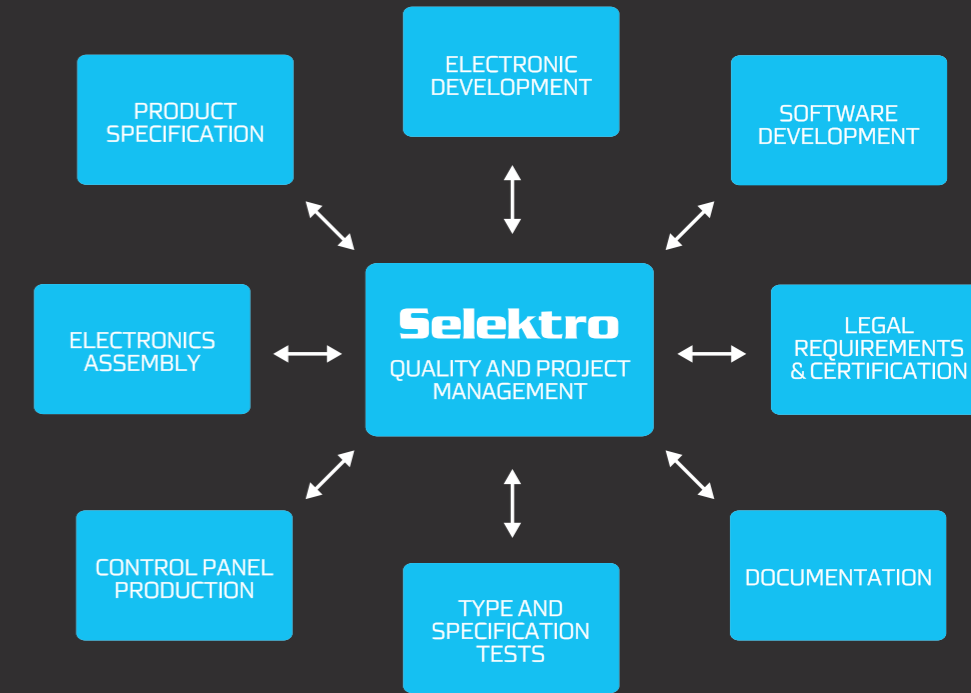 ELECTRONIC
DEVELOPMENT
PRODUCT
SPECIFICATION
SOFTWARE
DEVELOPMENT
Selektro
QUALITY AND PROJECT
MANAGEMENT
ELECTRONICS
ASSEMBLY
LEGAL
REQUIREMENTS
& CERTIFICATION
CONTROL PANEL
PRODUCTION
DOCUMENTATION
TYPE AND
SPECIFICATION
TESTS